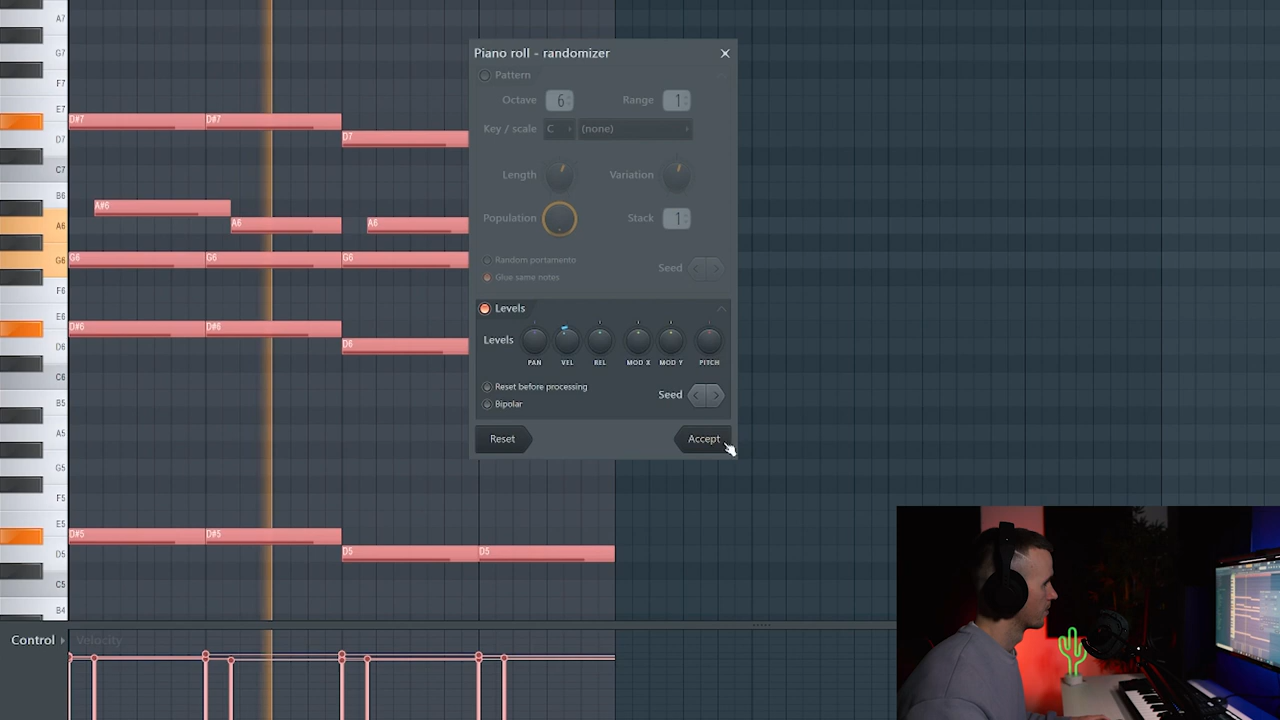 A7
G7
F7
E7
D7
C7
B6
A6
G6
F6
E6
D6
C6
B5
A5
G5
F5
E5
D5
C5
B4
D#7
D#7
D7
A#6
A6
A6
G6
G6
G6
D#6
D#6
D6
D#5
D#5
D5
D5
Piano roll - randomizer
Pattern
Octave 6 Range 1
Key / scale C (none)
Length Variation
Population Stack 1
Random portamento
Glue same notes
Seed
Levels
Levels
PAN VEL REL MOD X MOD Y PITCH
Reset before processing
Bipolar
Seed
Reset Accept
Control Velocity